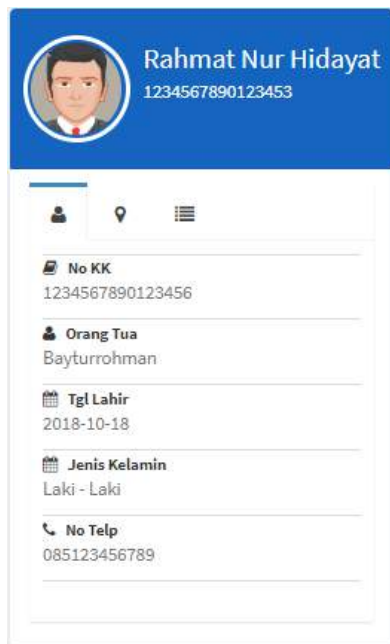 Rahmat Nur Hidayat
1234567890123453
No KK
1234567890123456
Orang Tua
Bayturrohman
Tgl Lahir
2018-10-18
Jenis Kelamin
Laki - Laki
No Telp
085123456789